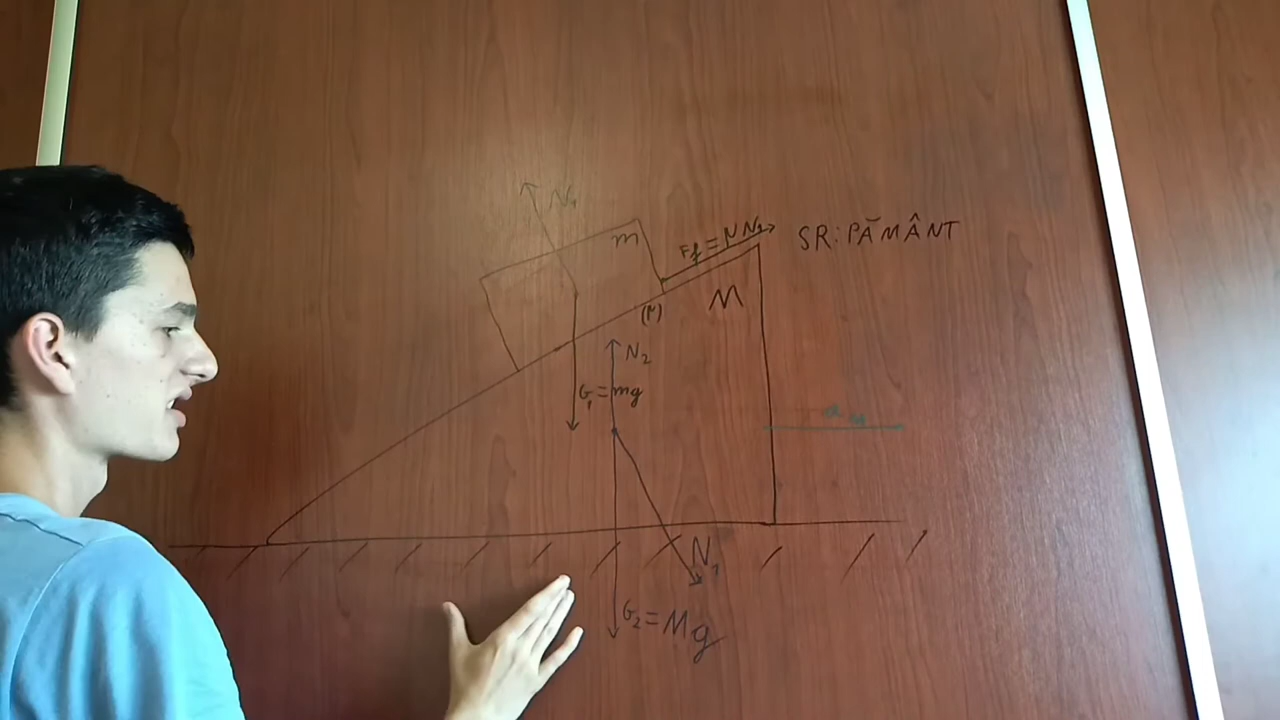 N₁
m
Ff = μN₁
SR: PĂMÂNT
(μ)
M
N₂
G₁ = mg
a M
N₁
G₂ = Mg